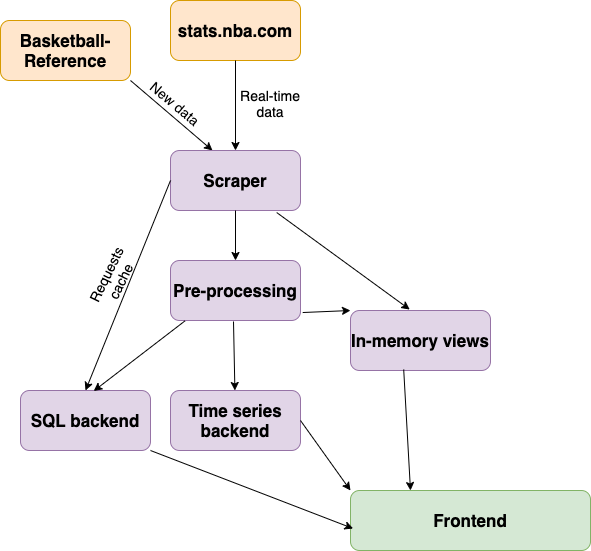 Basketball-
Reference
stats.nba.com
New data
Real-time
data
Scraper
Requests
cache
Pre-processing
In-memory views
SQL backend
Time series
backend
Frontend